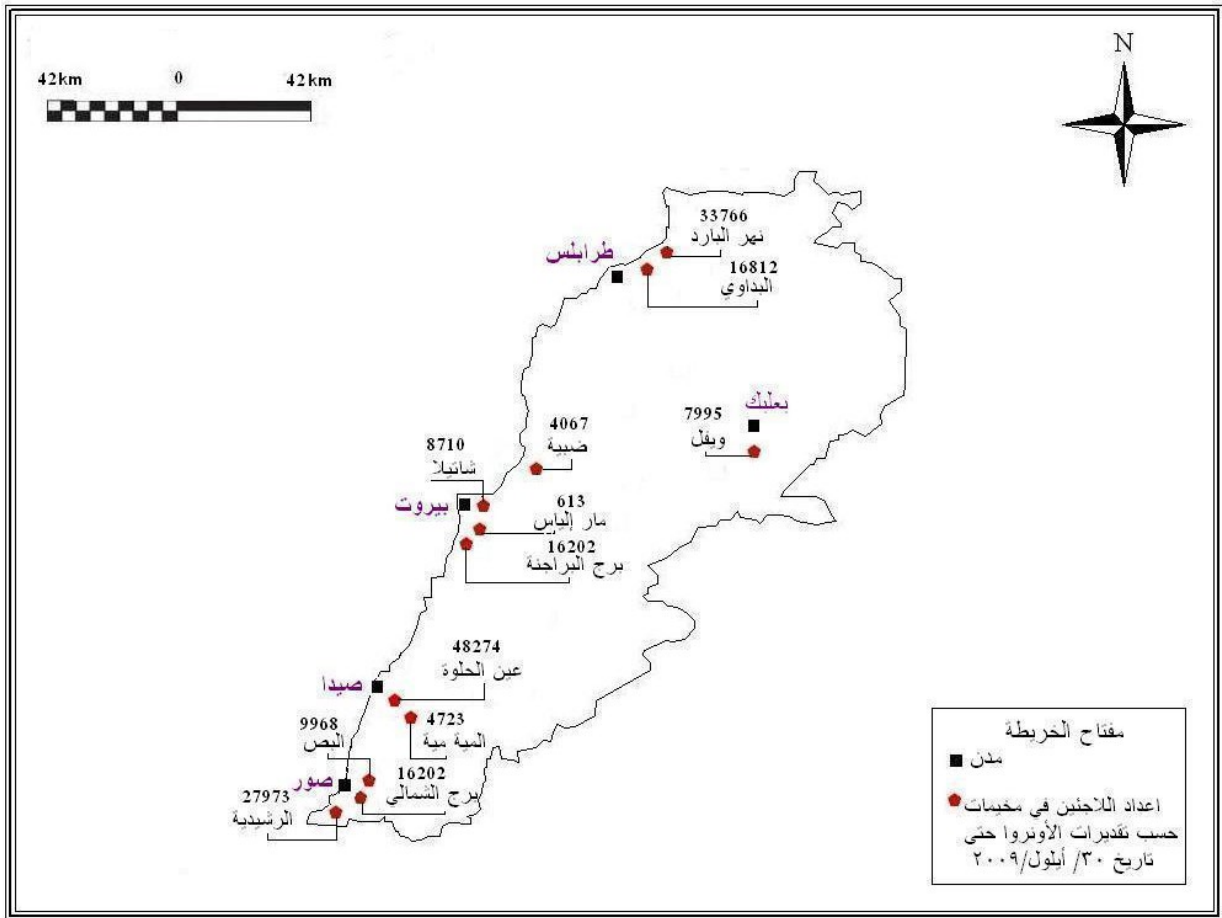 42km 0 42km
N
33766
نهر البارد
طرابلس
16812
البداوي
بعلبك
7995
ويفل
4067
ضبية
8710
شاتيلا
بيروت
613
مار إلياس
16202
برج البراجنة
48274
عين الحلوة
صيدا
9968
البص
4723
المية مية
صور
16202
برج الشمالي
27973
الرشيدية
مفتاح الخريطة
مدن
اعداد اللاجئين في مخيمات
حسب تقديرات الأونروا حتى
تاريخ ٣٠/ أيلول/٢٠٠٩